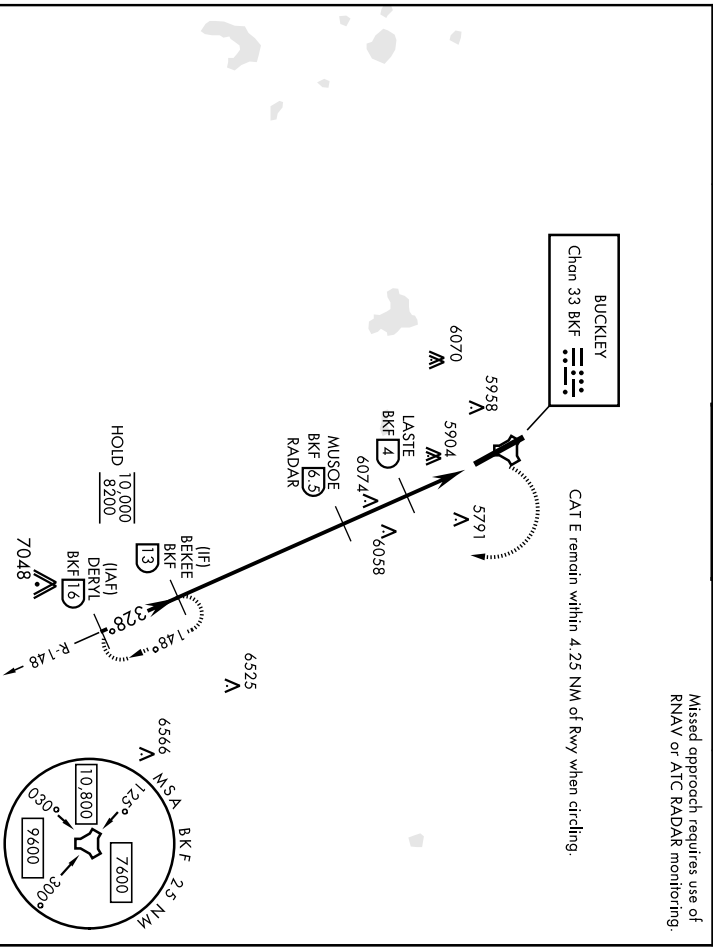 Missed approach requires use of
RNAV or ATC RADAR monitoring.
BUCKLEY
Chan 33 BKF
CAT E remain within 4.25 NM of Rwy when circling.
6070
5958
5904
5791
LASTE
BKF 4
6074
6058
MUSOE
BKF 6.5
RADAR
(IF)
BEKEE
BKF
13
HOLD 10,000
8200
(IAF)
DERYL
BKF 16
7048
328°
148°
R-148
6525
6566
MSA BKF 25 NM
125°
7600
10,800
030°
9600
300°